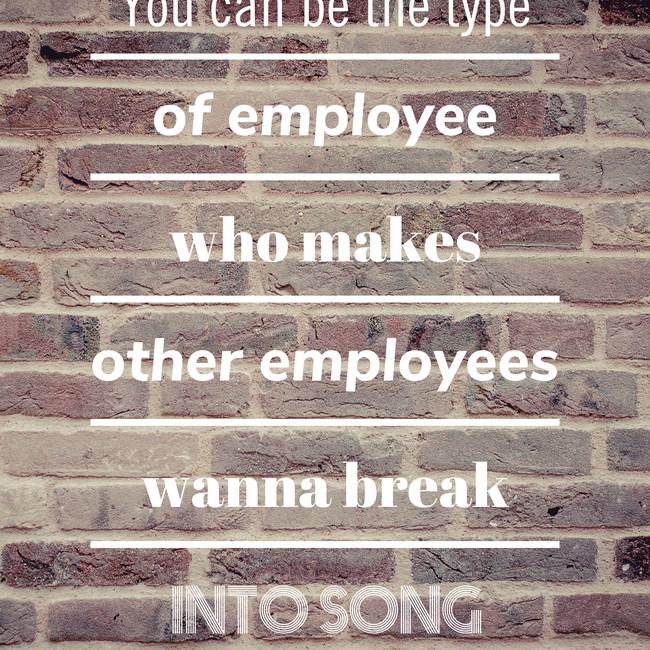 You can be the type
of employee
who makes
other employees
wanna break
INTO SONG